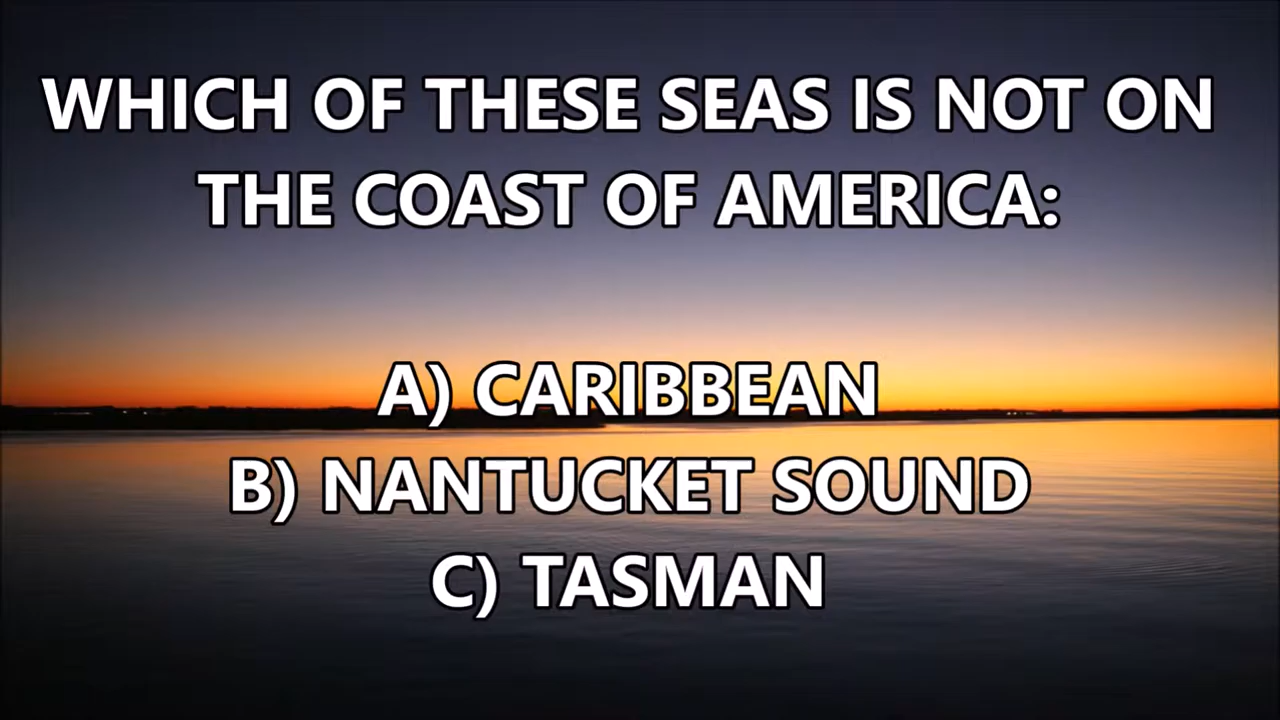 WHICH OF THESE SEAS IS NOT ON
THE COAST OF AMERICA:
A) CARIBBEAN
B) NANTUCKET SOUND
C) TASMAN